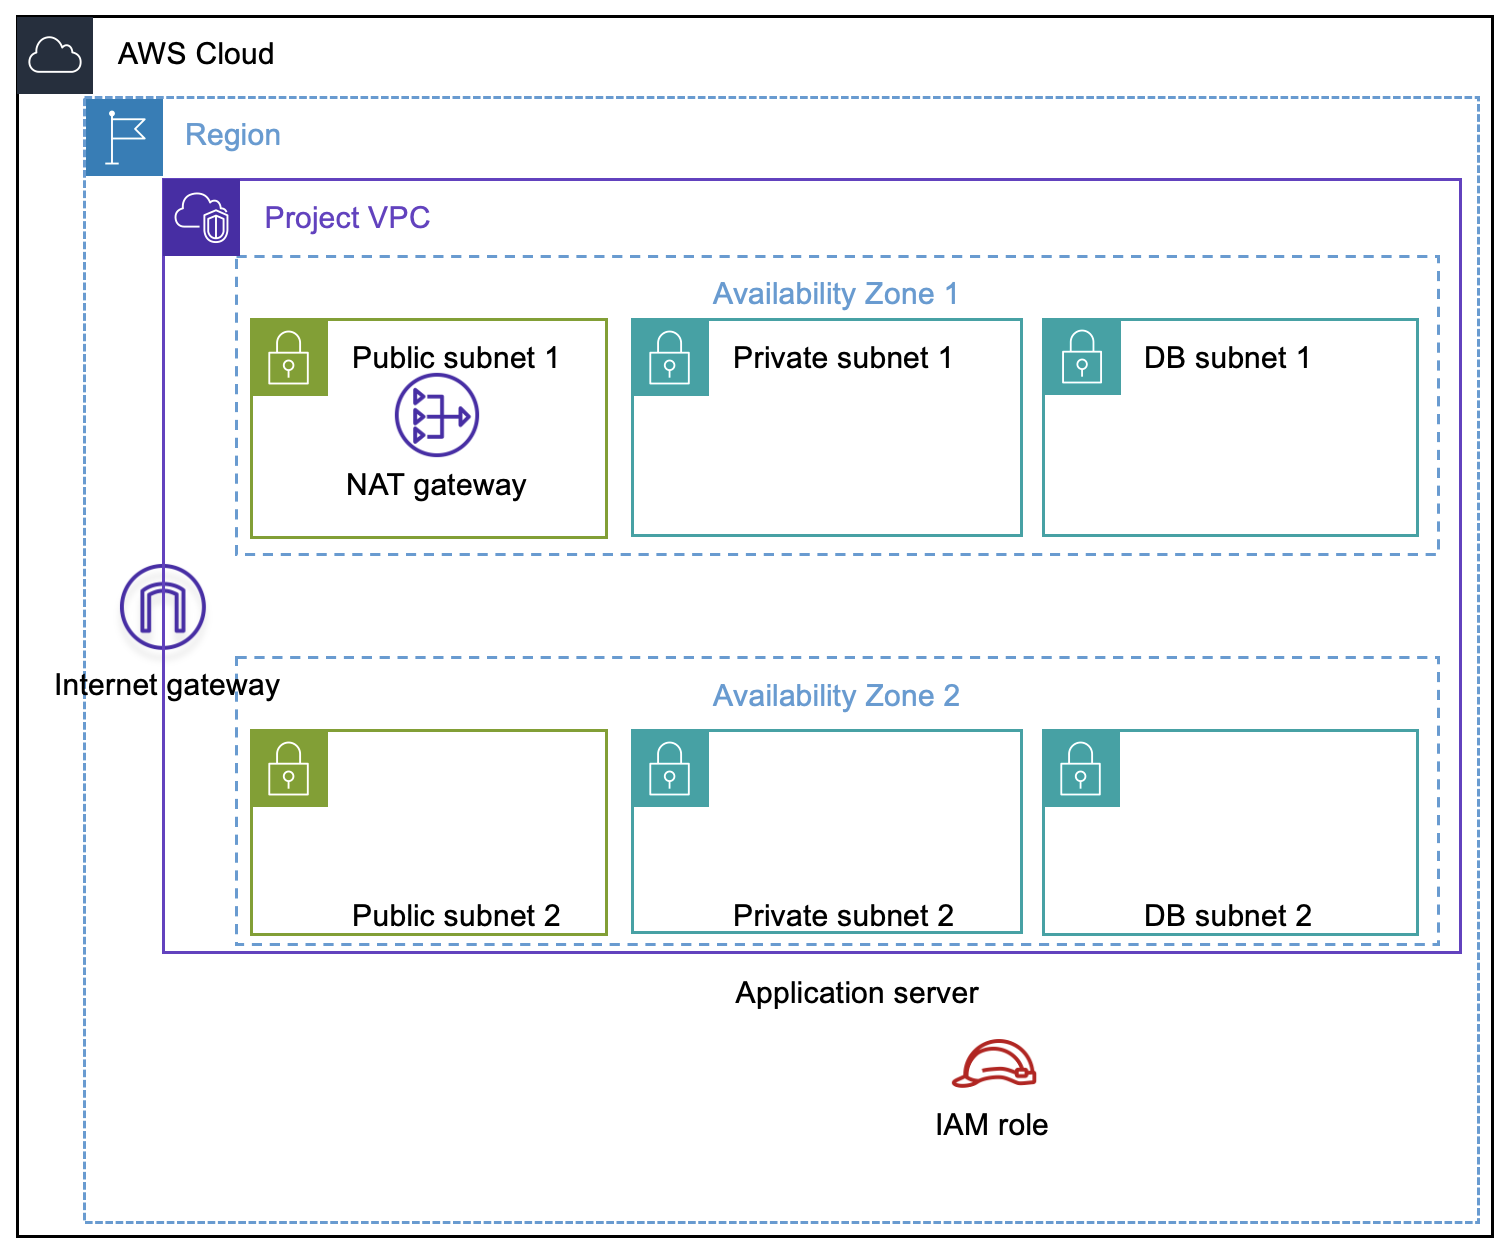 AWS Cloud
Region
Project VPC
Availability Zone 1
Public subnet 1
Private subnet 1
DB subnet 1
NAT gateway
Internet gateway
Availability Zone 2
Public subnet 2
Private subnet 2
DB subnet 2
Application server
IAM role